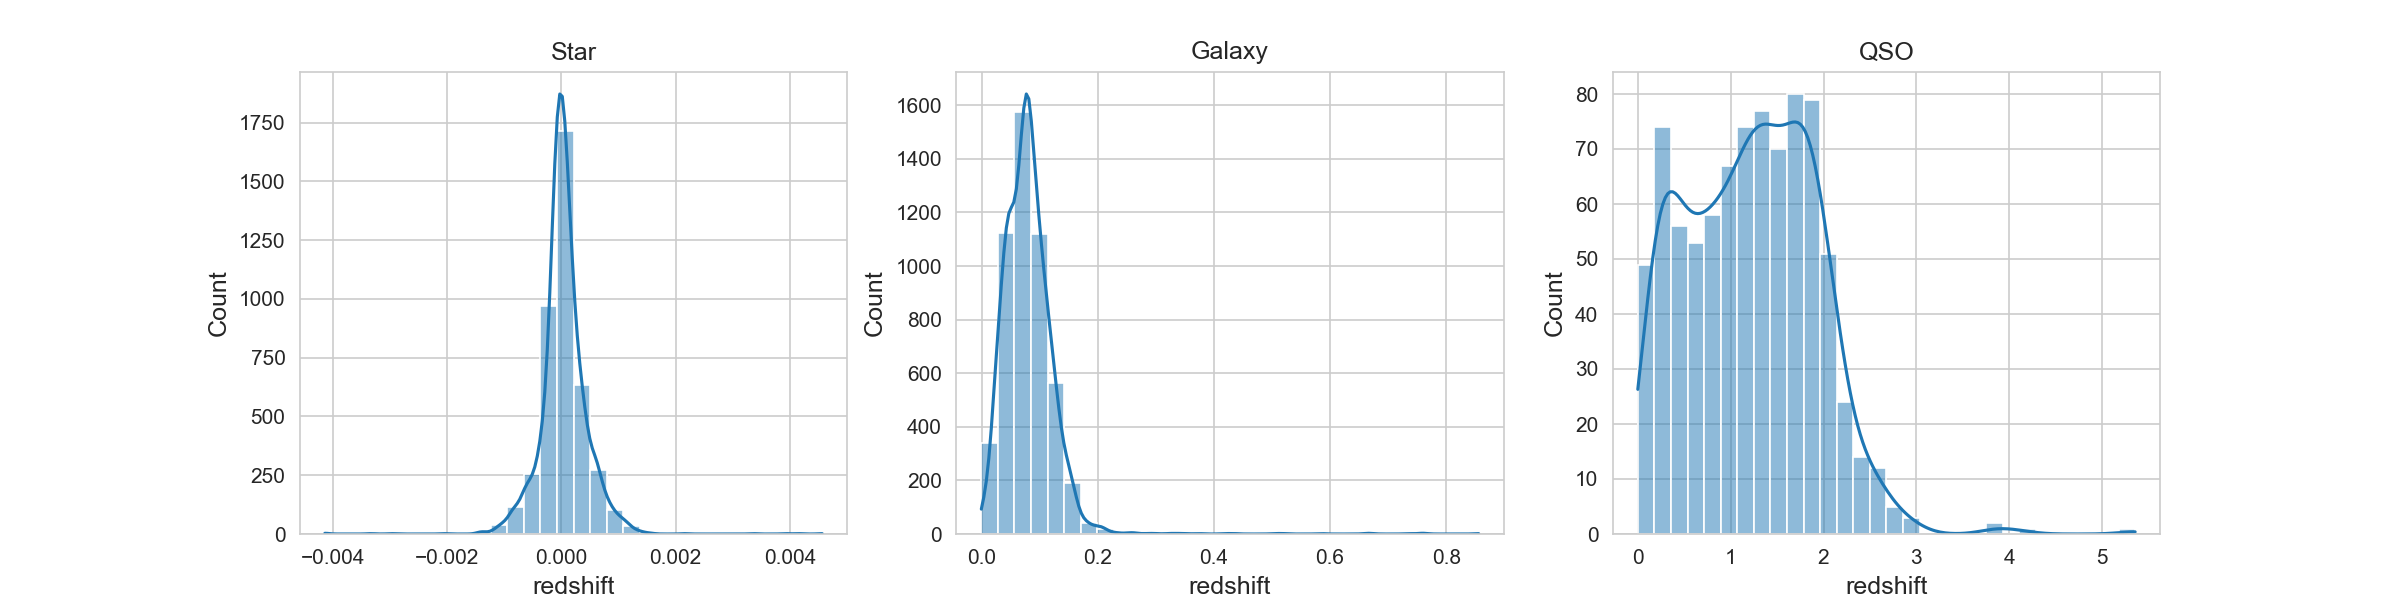 Star
1750
1500
1250
1000
750
500
250
0
−0.004 −0.002 0.000 0.002 0.004
redshift
Count
Galaxy
1600
1400
1200
1000
800
600
400
200
0
0.0 0.2 0.4 0.6 0.8
redshift
Count
QSO
80
70
60
50
40
30
20
10
0
0 1 2 3 4 5
redshift
Count